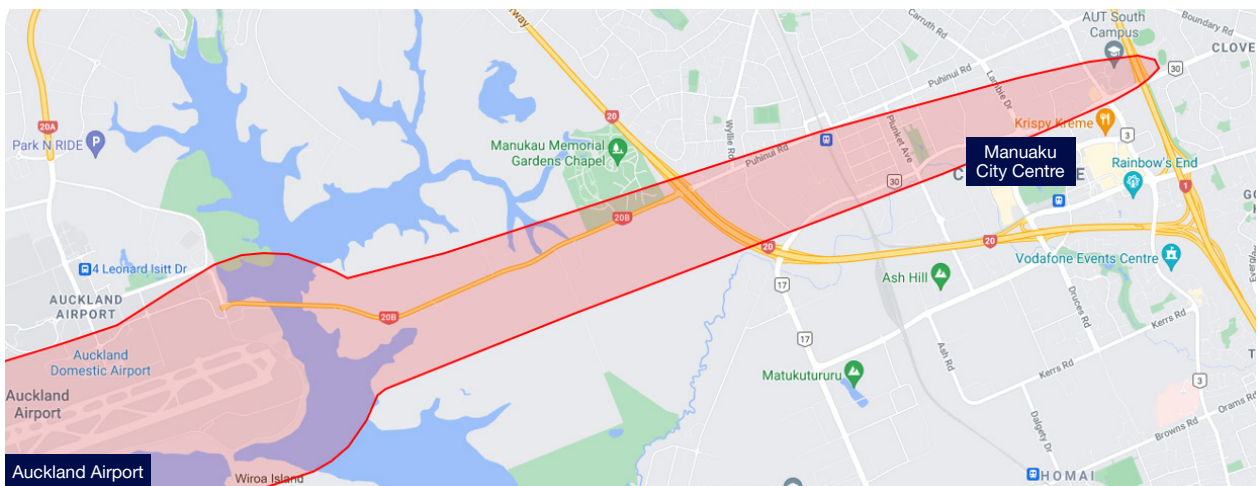 AUT South
Campus
Boundary Rd
CLOVE
Carruth Rd
30
Puhinui Rd
Lambie Dr
20A
20
Park N RIDE
P
Krispy Kreme
3
Manukau Memorial
Gardens Chapel
Wyllie Rd
Plunket Ave
Puhinui Rd
Manuaku
City Centre
30
Rainbow's End
1
20B
20
20
4 Leonard Isitt Dr
Vodafone Events Centre
17
Ash Hill
AUCKLAND
AIRPORT
20B
Druces Rd
Kerrs Rd
17
Auckland
Domestic Airport
Ash Rd
Matukutururu
Kerrs Rd
3
Auckland
Airport
Orams Rd
Dalgety Dr
Browns Rd
Auckland Airport
Wiroa Island
HOMAI